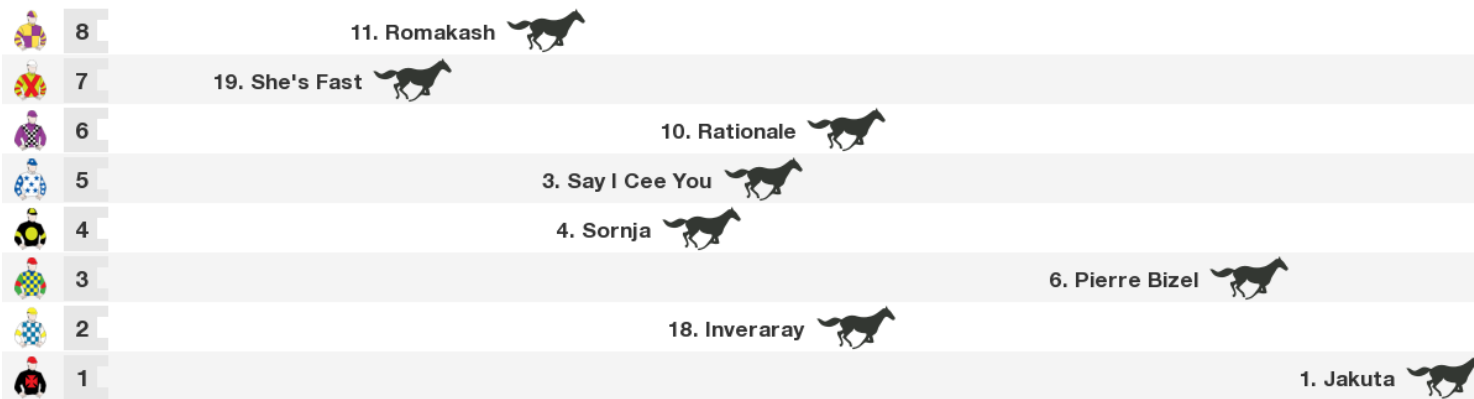 8 11. Romakash
7 19. She's Fast
6 10. Rationale
5 3. Say I Cee You
4 4. Sornja
3 6. Pierre Bizel
2 18. Inveraray
1 1. Jakuta